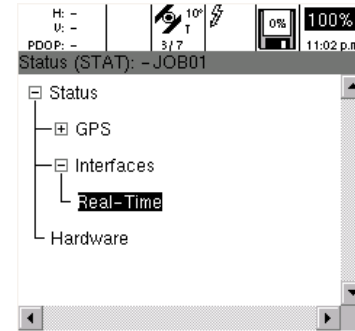 H: -
V: -
PDOP: -
10°
T
3/7
0%
100%
11:02 p.m
Status (STAT): - JOB01
Status
GPS
Interfaces
Real-Time
Hardware